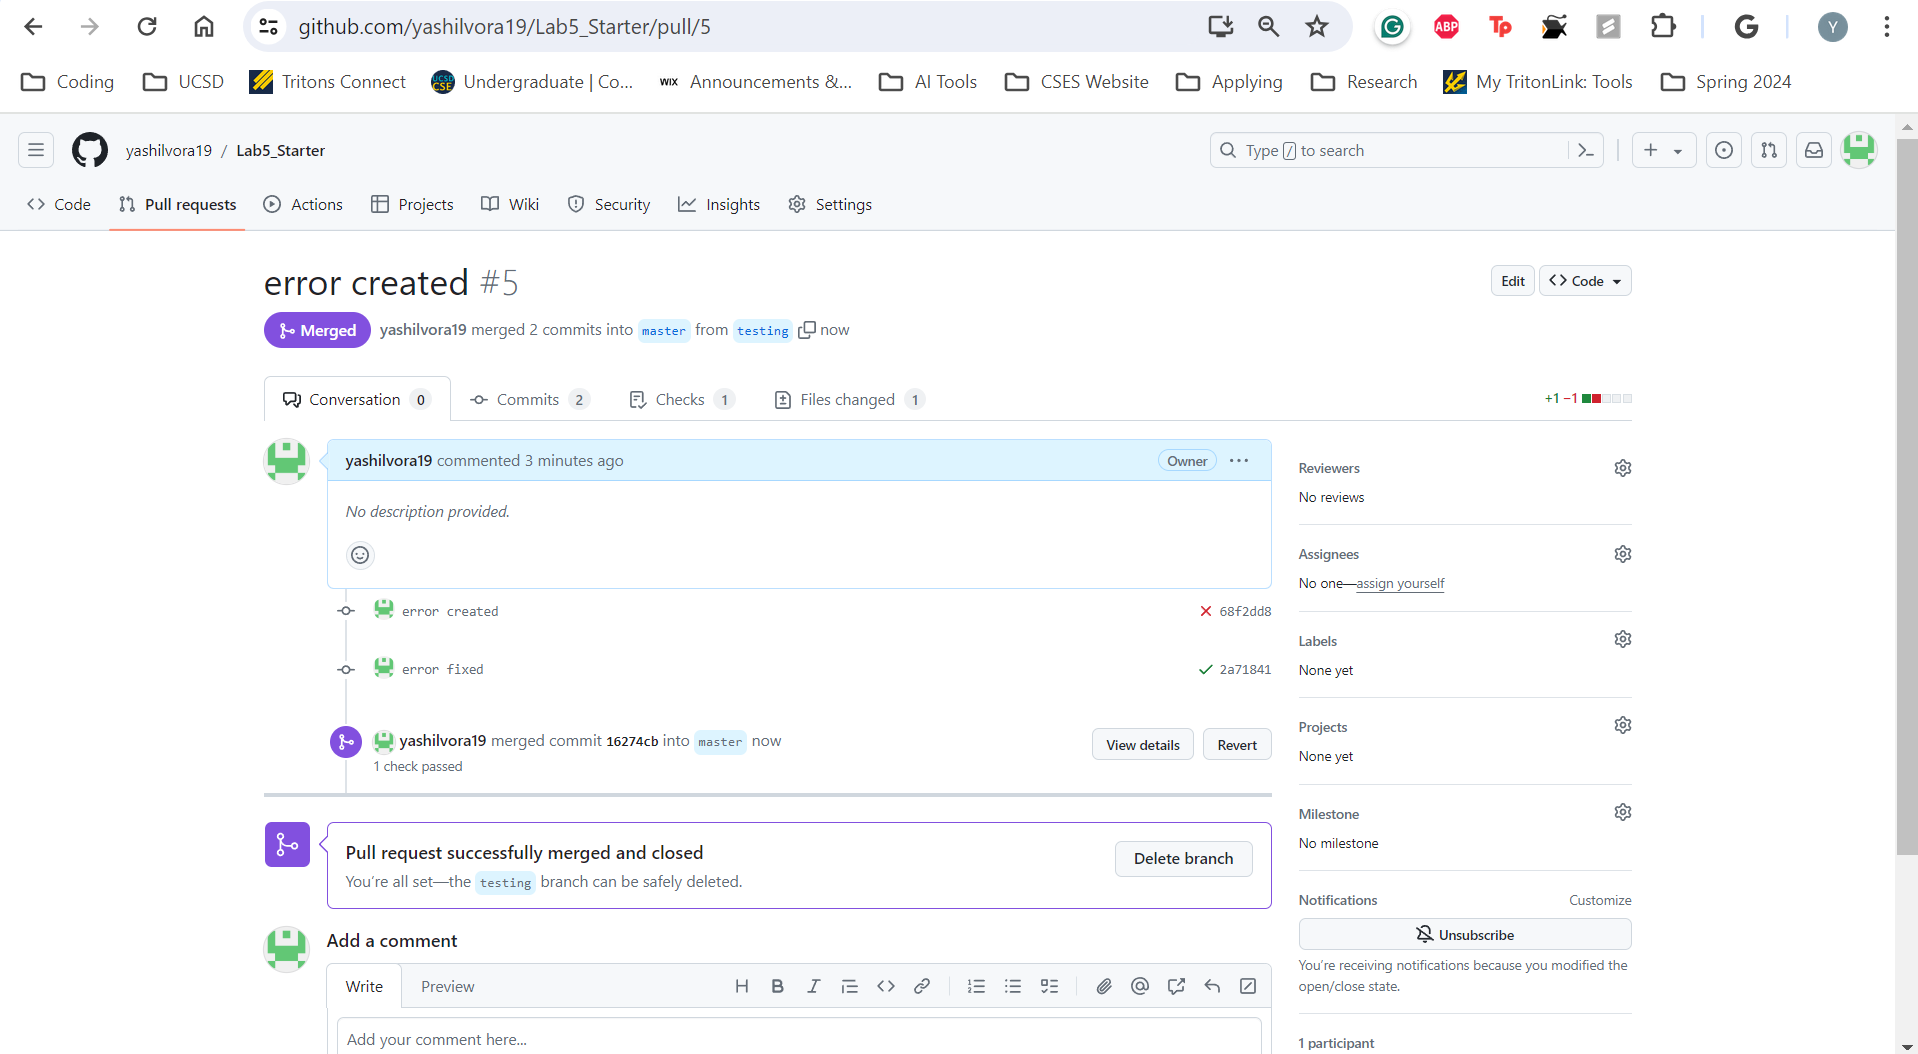 github.com/yashilvora19/Lab5_Starter/pull/5
ABP
Tp
G
Y
Coding
UCSD
Tritons Connect
UCSD CSE
Undergraduate | Co...
WIX
Announcements &...
AI Tools
CSES Website
Applying
Research
My TritonLink: Tools
Spring 2024
yashilvora19 / Lab5_Starter
Type / to search
Code
Pull requests
Actions
Projects
Wiki
Security
Insights
Settings
error created #5
Edit
Code
Merged
yashilvora19 merged 2 commits into master from testing now
Conversation 0
Commits 2
Checks 1
Files changed 1
+1 −1
yashilvora19 commented 3 minutes ago
Owner
No description provided.
error created
68f2dd8
error fixed
2a71841
yashilvora19 merged commit 16274cb into master now
1 check passed
View details
Revert
Pull request successfully merged and closed
You're all set—the testing branch can be safely deleted.
Delete branch
Add a comment
Write
Preview
Add your comment here...
Reviewers
No reviews
Assignees
No one—assign yourself
Labels
None yet
Projects
None yet
Milestone
No milestone
Notifications
Customize
Unsubscribe
You're receiving notifications because you modified the
open/close state.
1 participant